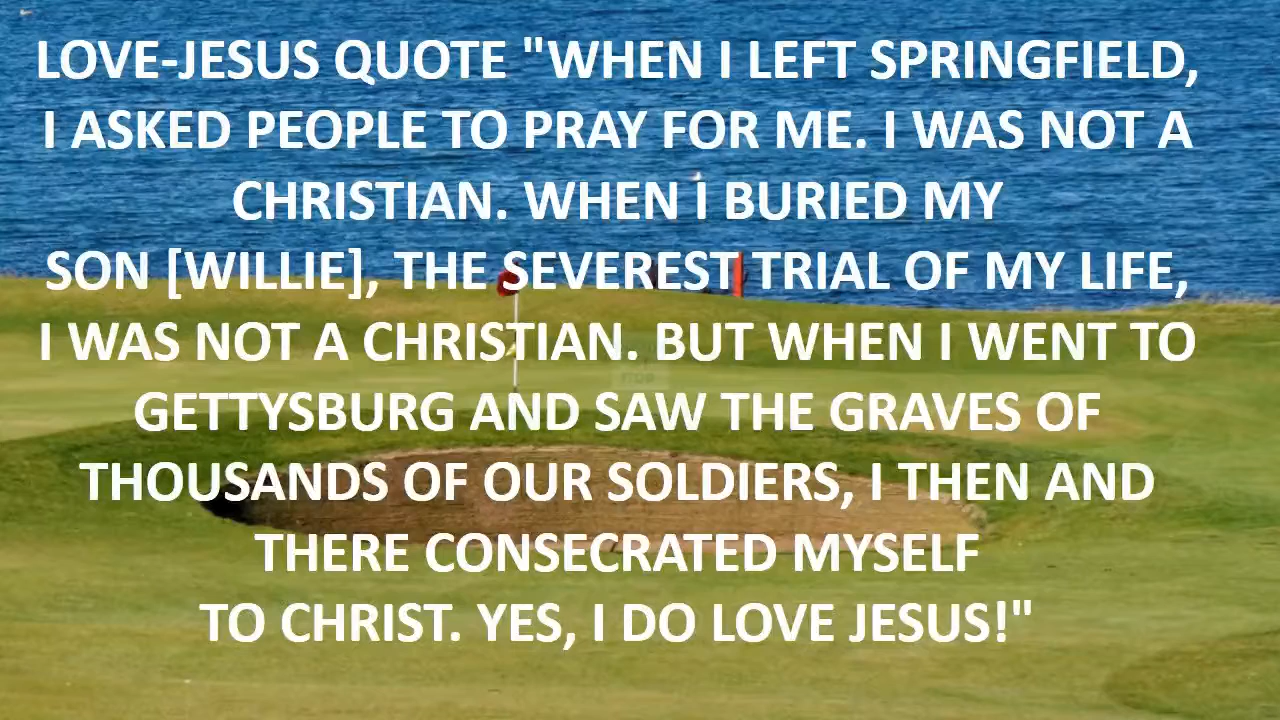 LOVE-JESUS QUOTE "WHEN I LEFT SPRINGFIELD,
I ASKED PEOPLE TO PRAY FOR ME. I WAS NOT A
CHRISTIAN. WHEN I BURIED MY
SON [WILLIE], THE SEVEREST TRIAL OF MY LIFE,
I WAS NOT A CHRISTIAN. BUT WHEN I WENT TO
GETTYSBURG AND SAW THE GRAVES OF
THOUSANDS OF OUR SOLDIERS, I THEN AND
THERE CONSECRATED MYSELF
TO CHRIST. YES, I DO LOVE JESUS!"